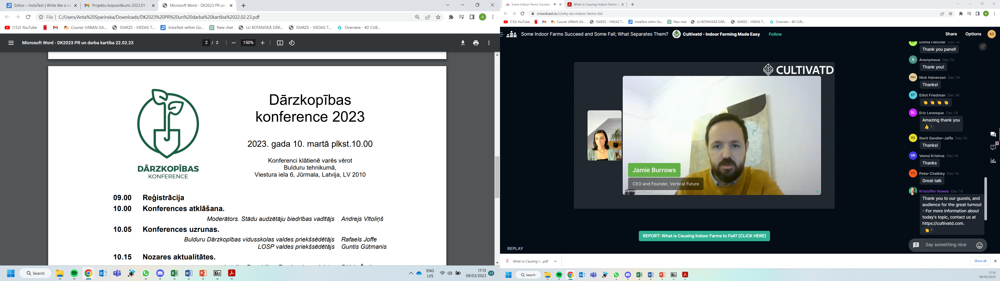 Editor – InstaText | Write like a na
Projektu kopsavilkums 2023.01 -
Microsoft Word - DK2023 PR un
File
C:/Users/Anta%20Sparinska/Downloads/DK2023%20PR%20un%20darba%20kartiba%2022.02.23.pdf
A
(152) YouTube
Course: URBAN GA...
IDARZS - VIEDAS T...
InstaText within Go...
New chat
LU BOTANISKĀ DĀR...
IDARZS - VIEDAS T...
Overview - 4D CUB...
Microsoft Word - DK2023 PR un darba kartiba 22.02.23
2 / 2
150%
DĀRZKOPĪBAS
KONFERENCE
Dārzkopības
konference 2023
2023. gada 10. martā plkst.10.00
Konferenci klātienē varēs vērot
Bulduru tehnikumā,
Viestura iela 6, Jūrmala, Latvija, LV 2010
09.00 Reģistrācija
10.00 Konferences atklāšana.
Moderātors. Stādu audzētāju biedrības vadītājs Andrejs Vītoliņš
10.05 Konferences uzrunas.
Bulduru Dārzkopības vidusskolas valdes priekšsēdētājs Rafaels Joffe
LOSP valdes priekšsēdētājs Guntis Gūtmanis
10.15 Nozares aktualitātes.
Search
ENG
LVS
17:15
09/03/2023
23
Some Indoor Farms Succeed
What-is-Causing-Indoor-Farms-
crowdcast.io/c/why-do-indoor-farms-fail
A
(152) YouTube
Course: URBAN GA...
IDARZS - VIEDAS T...
InstaText within Go...
New chat
LU BOTANISKĀ DĀR...
IDARZS - VIEDAS T...
Overview - 4D CUB...
Some Indoor Farms Succeed and Some Fail; What Separates Them?
Cultivatd - Indoor Farming Made Easy
Follow
Share
Options
AS
CULTIVATD
Erika
Jamie Burrows
CEO and Founder, Vertical Future
Jamie Burrows
REPORT: What is Causing Indoor Farms to Fail? [CLICK HERE]
REPLAY
EF Emma Fletcher Dec 14
Thank you panel!
A Anonymous Dec 14
Thank you!
NH Nick Halverson Dec 14
Thanks!
EF Elliot Friedman Dec 14
👏 👏 👏 👏
EL Eric Levesque Dec 14
Amazing thank you
👍 1
RS Ravit Sandler-Jaffe Dec 14
Thanks!
VK Vamsi Krishna Dec 14
Thanks
PC Peter Chalkley Dec 14
Great talk
Kristoffer Howes Dec 14
Thank you to our guests, and
audience for the great turnout
- For more information about
today's topic, contact us at
https://cultivatd.com.
👏 2
1
Say something nice
What-is-Causing-I....pdf
Show all
Search
17:15
09/03/2023